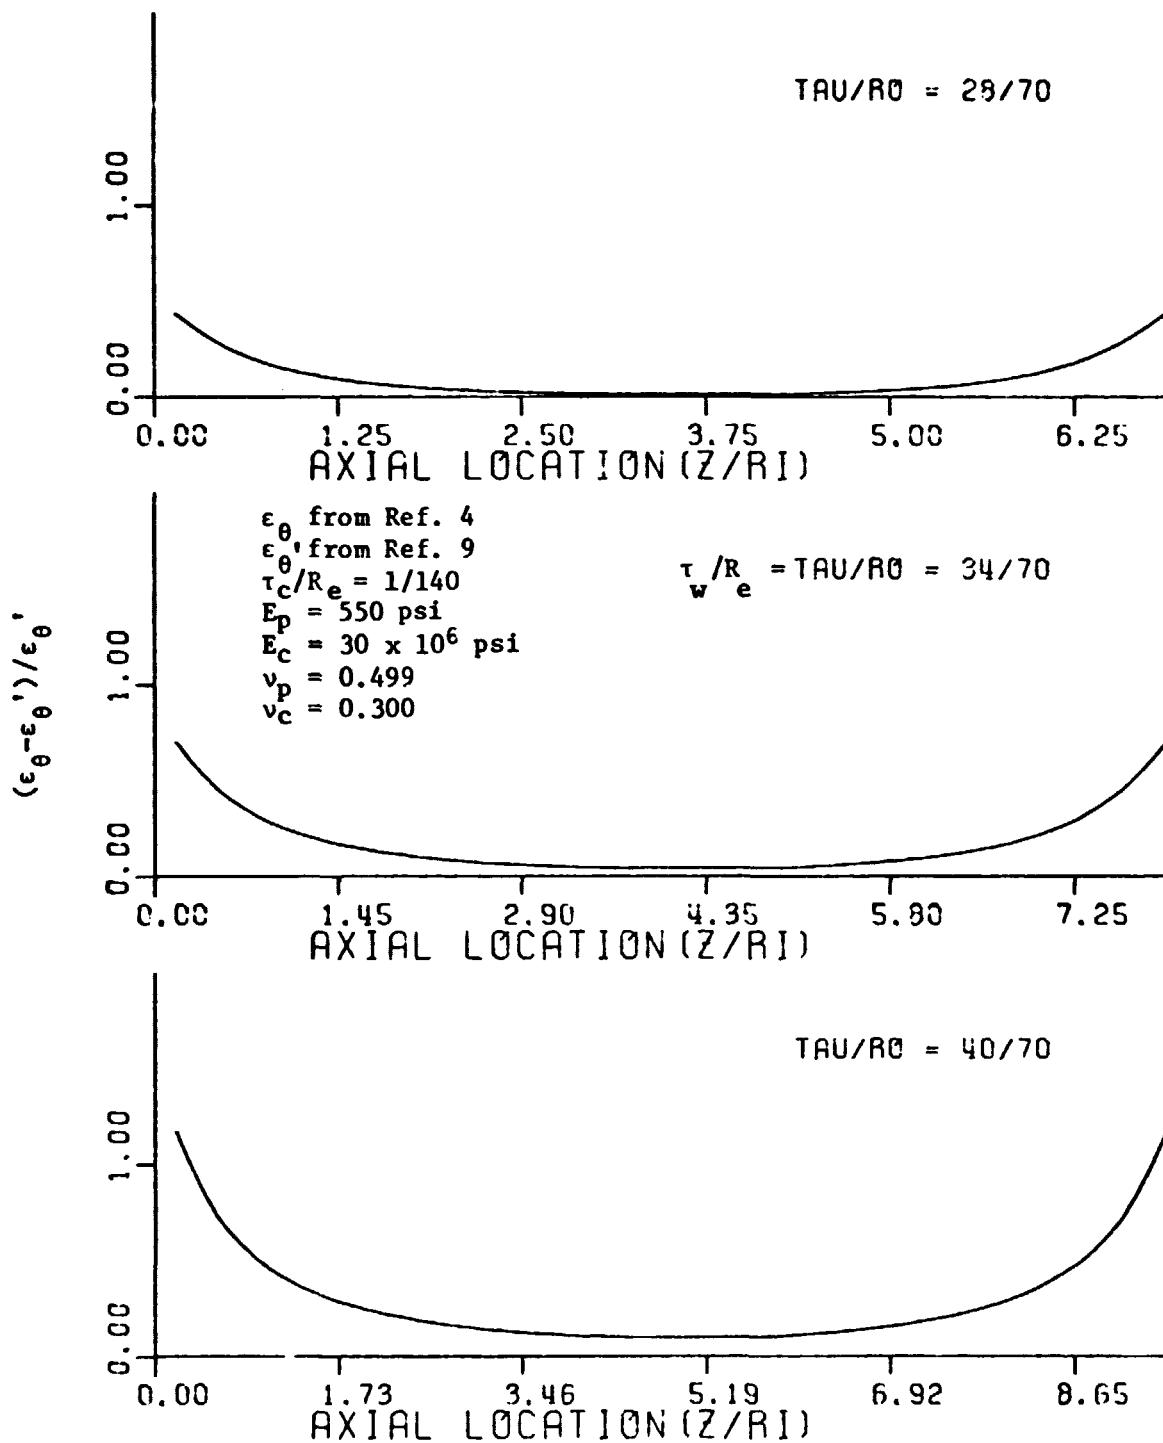 TAU/RO = 28/70
1.00
0.00
0.00 1.25 2.50 3.75 5.00 6.25
AXIAL LOCATION(Z/RI)
εθ from Ref. 4
εθ' from Ref. 9
τc/Re = 1/140
τw/Re = TAU/RO = 34/70
Ep = 550 psi
Ec = 30 x 10⁶ psi
νp = 0.499
νc = 0.300
(εθ-εθ')/εθ'
1.00
0.00
0.00 1.45 2.90 4.35 5.80 7.25
AXIAL LOCATION(Z/RI)
TAU/RO = 40/70
1.00
0.00
0.00 1.73 3.46 5.19 6.92 8.65
AXIAL LOCATION(Z/RI)